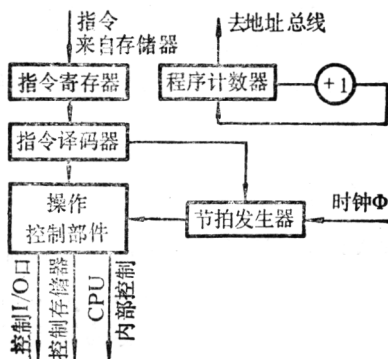 指令
来自存储器
去地址总线
指令寄存器
程序计数器
+1
指令译码器
操作
控制部件
节拍发生器
时钟Φ
控制I/O口
控制存储器
CPU
内部控制